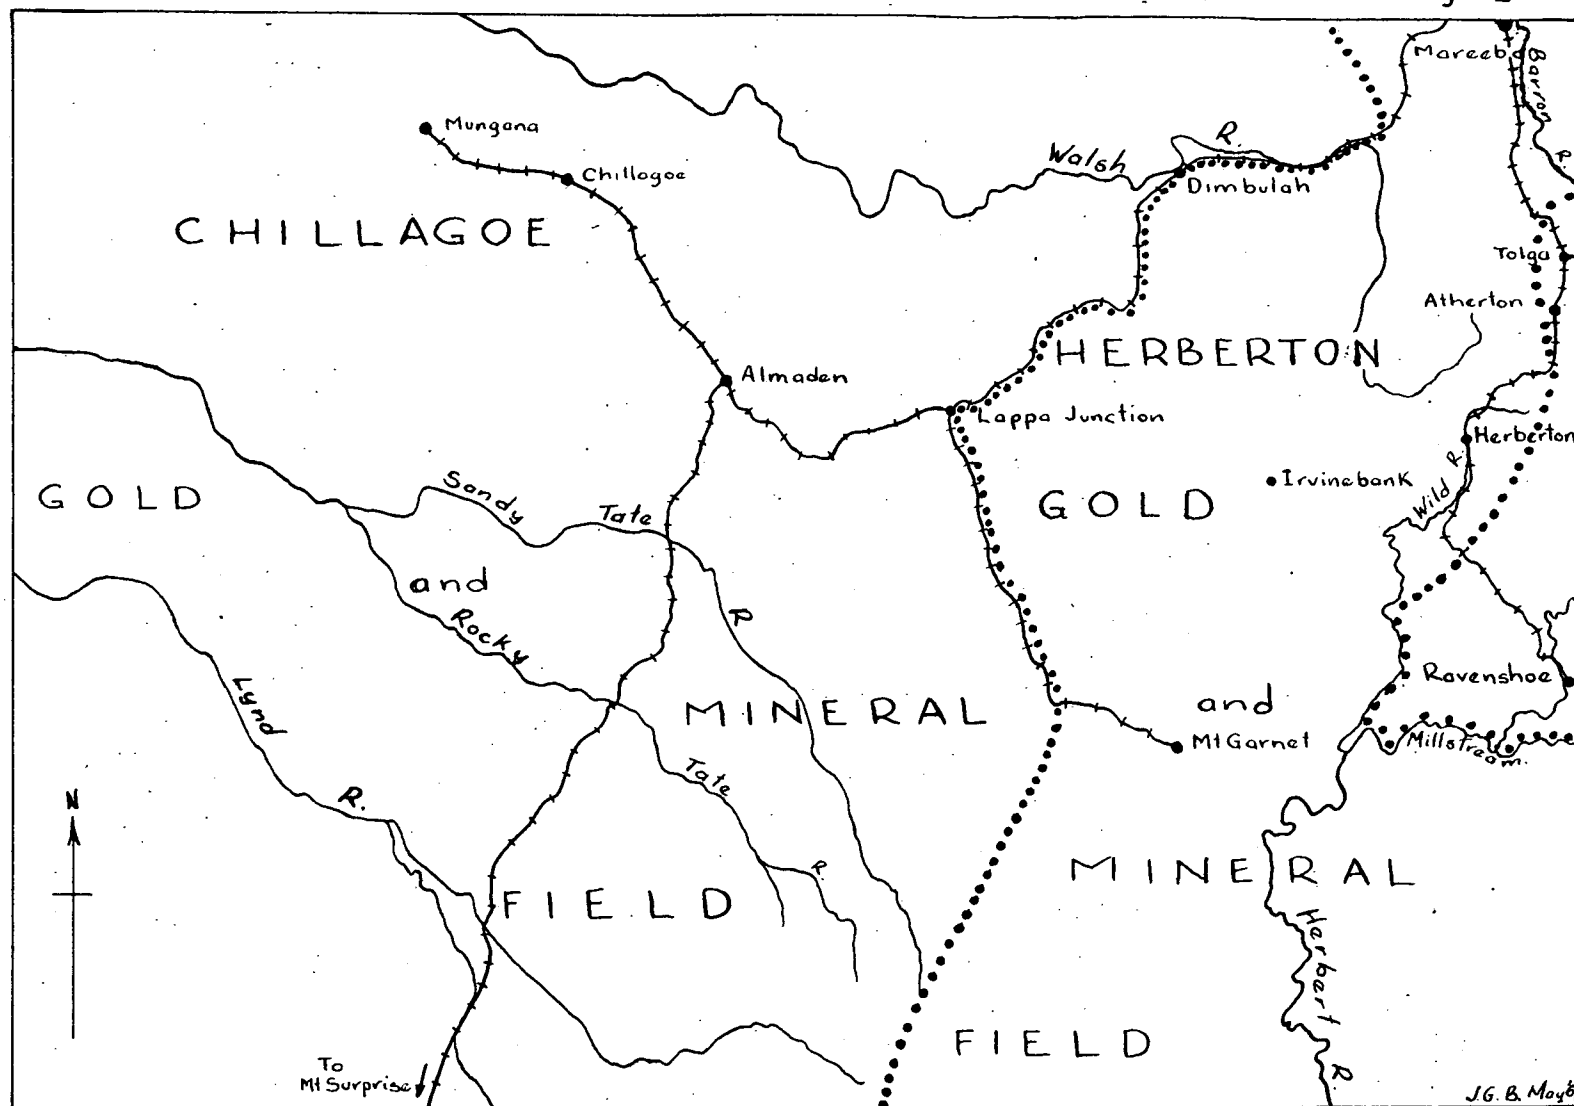 Mareeba
Barron
R.
Mungana
Chillagoe
Walsh
R.
Dimbulah
CHILLAGOE
Tolga
Atherton
HERBERTON
Almaden
Lappa Junction
Herberton
GOLD
Sandy
Tate
R
GOLD
Irvinebank
Wild R.
and
Rocky
Tate
R.
Lynd
R.
MINERAL
and
Ravenshoe
Mt Garnet
Millstream.
N
FIELD
MINERAL
Herbert
R.
FIELD
To
Mt Surprise
J.G.B.